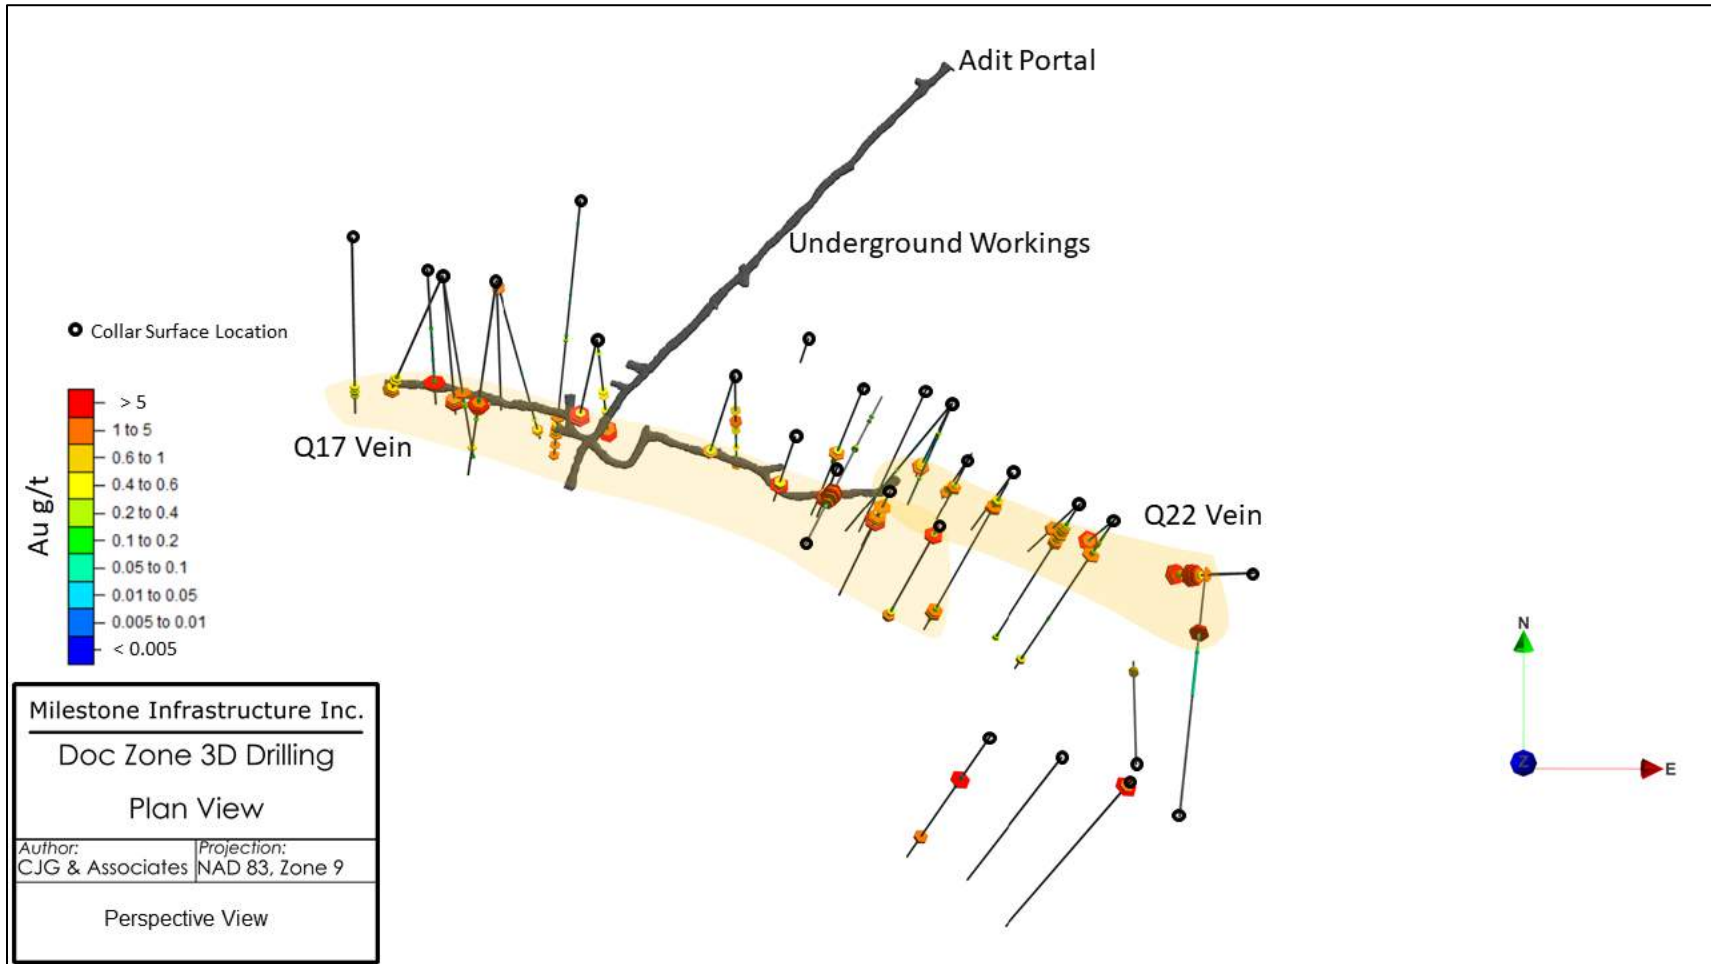 Adit Portal
Underground Workings
Collar Surface Location
Q17 Vein
Q22 Vein
Au g/t
> 5
1 to 5
0.6 to 1
0.4 to 0.6
0.2 to 0.4
0.1 to 0.2
0.05 to 0.1
0.01 to 0.05
0.005 to 0.01
< 0.005
N
Z
E
Milestone Infrastructure Inc.
Doc Zone 3D Drilling
Plan View
Author:
CJG & Associates
Projection:
NAD 83, Zone 9
Perspective View